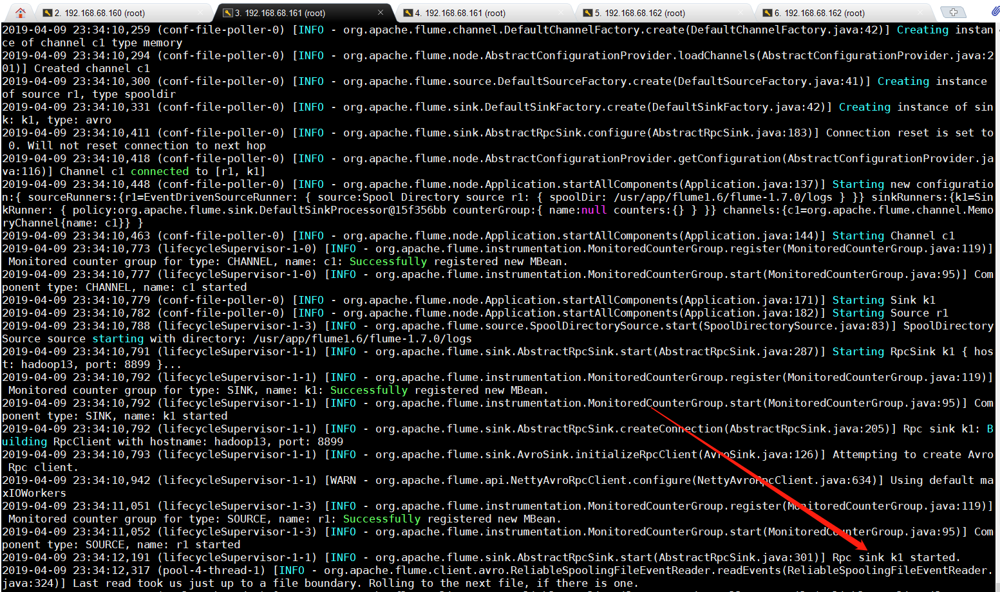 2. 192.168.68.160 (root)
3. 192.168.68.161 (root)
4. 192.168.68.161 (root)
5. 192.168.68.162 (root)
6. 192.168.68.162 (root)
2019-04-09 23:34:10,259 (conf-file-poller-0) [INFO - org.apache.flume.channel.DefaultChannelFactory.create(DefaultChannelFactory.java:42)] Creating instan
ce of channel c1 type memory
2019-04-09 23:34:10,294 (conf-file-poller-0) [INFO - org.apache.flume.node.AbstractConfigurationProvider.loadChannels(AbstractConfigurationProvider.java:2
01)] Created channel c1
2019-04-09 23:34:10,300 (conf-file-poller-0) [INFO - org.apache.flume.source.DefaultSourceFactory.create(DefaultSourceFactory.java:41)] Creating instance
of source r1, type spooldir
2019-04-09 23:34:10,331 (conf-file-poller-0) [INFO - org.apache.flume.sink.DefaultSinkFactory.create(DefaultSinkFactory.java:42)] Creating instance of sin
k: k1, type: avro
2019-04-09 23:34:10,411 (conf-file-poller-0) [INFO - org.apache.flume.sink.AbstractRpcSink.configure(AbstractRpcSink.java:183)] Connection reset is set to
 0. Will not reset connection to next hop
2019-04-09 23:34:10,418 (conf-file-poller-0) [INFO - org.apache.flume.node.AbstractConfigurationProvider.getConfiguration(AbstractConfigurationProvider.ja
va:116)] Channel c1 connected to [r1, k1]
2019-04-09 23:34:10,448 (conf-file-poller-0) [INFO - org.apache.flume.node.Application.startAllComponents(Application.java:137)] Starting new configuratio
n:{ sourceRunners:{r1=EventDrivenSourceRunner: { source:Spool Directory source r1: { spoolDir: /usr/app/flume1.6/flume-1.7.0/logs } }} sinkRunners:{k1=Sin
kRunner: { policy:org.apache.flume.sink.DefaultSinkProcessor@15f356bb counterGroup:{ name:null counters:{} } }} channels:{c1=org.apache.flume.channel.Memo
ryChannel{name: c1}} }
2019-04-09 23:34:10,463 (conf-file-poller-0) [INFO - org.apache.flume.node.Application.startAllComponents(Application.java:144)] Starting Channel c1
2019-04-09 23:34:10,773 (lifecycleSupervisor-1-0) [INFO - org.apache.flume.instrumentation.MonitoredCounterGroup.register(MonitoredCounterGroup.java:119)]
 Monitored counter group for type: CHANNEL, name: c1: Successfully registered new MBean.
2019-04-09 23:34:10,777 (lifecycleSupervisor-1-0) [INFO - org.apache.flume.instrumentation.MonitoredCounterGroup.start(MonitoredCounterGroup.java:95)] Com
ponent type: CHANNEL, name: c1 started
2019-04-09 23:34:10,779 (conf-file-poller-0) [INFO - org.apache.flume.node.Application.startAllComponents(Application.java:171)] Starting Sink k1
2019-04-09 23:34:10,782 (conf-file-poller-0) [INFO - org.apache.flume.node.Application.startAllComponents(Application.java:182)] Starting Source r1
2019-04-09 23:34:10,788 (lifecycleSupervisor-1-3) [INFO - org.apache.flume.source.SpoolDirectorySource.start(SpoolDirectorySource.java:83)] SpoolDirectory
Source source starting with directory: /usr/app/flume1.6/flume-1.7.0/logs
2019-04-09 23:34:10,791 (lifecycleSupervisor-1-1) [INFO - org.apache.flume.sink.AbstractRpcSink.start(AbstractRpcSink.java:287)] Starting RpcSink k1 { hos
t: hadoop13, port: 8899 }...
2019-04-09 23:34:10,792 (lifecycleSupervisor-1-1) [INFO - org.apache.flume.instrumentation.MonitoredCounterGroup.register(MonitoredCounterGroup.java:119)]
 Monitored counter group for type: SINK, name: k1: Successfully registered new MBean.
2019-04-09 23:34:10,792 (lifecycleSupervisor-1-1) [INFO - org.apache.flume.instrumentation.MonitoredCounterGroup.start(MonitoredCounterGroup.java:95)] Com
ponent type: SINK, name: k1 started
2019-04-09 23:34:10,792 (lifecycleSupervisor-1-1) [INFO - org.apache.flume.sink.AbstractRpcSink.createConnection(AbstractRpcSink.java:205)] Rpc sink k1: B
uilding RpcClient with hostname: hadoop13, port: 8899
2019-04-09 23:34:10,793 (lifecycleSupervisor-1-1) [INFO - org.apache.flume.sink.AvroSink.initializeRpcClient(AvroSink.java:126)] Attempting to create Avro
 Rpc client.
2019-04-09 23:34:10,942 (lifecycleSupervisor-1-1) [WARN - org.apache.flume.api.NettyAvroRpcClient.configure(NettyAvroRpcClient.java:634)] Using default ma
xIOWorkers
2019-04-09 23:34:11,051 (lifecycleSupervisor-1-3) [INFO - org.apache.flume.instrumentation.MonitoredCounterGroup.register(MonitoredCounterGroup.java:119)]
 Monitored counter group for type: SOURCE, name: r1: Successfully registered new MBean.
2019-04-09 23:34:11,052 (lifecycleSupervisor-1-3) [INFO - org.apache.flume.instrumentation.MonitoredCounterGroup.start(MonitoredCounterGroup.java:95)] Com
ponent type: SOURCE, name: r1 started
2019-04-09 23:34:12,191 (lifecycleSupervisor-1-1) [INFO - org.apache.flume.sink.AbstractRpcSink.start(AbstractRpcSink.java:301)] Rpc sink k1 started.
2019-04-09 23:34:12,317 (pool-4-thread-1) [INFO - org.apache.flume.client.avro.ReliableSpoolingFileEventReader.readEvents(ReliableSpoolingFileEventReader.
java:324)] Last read took us just up to a file boundary. Rolling to the next file, if there is one.